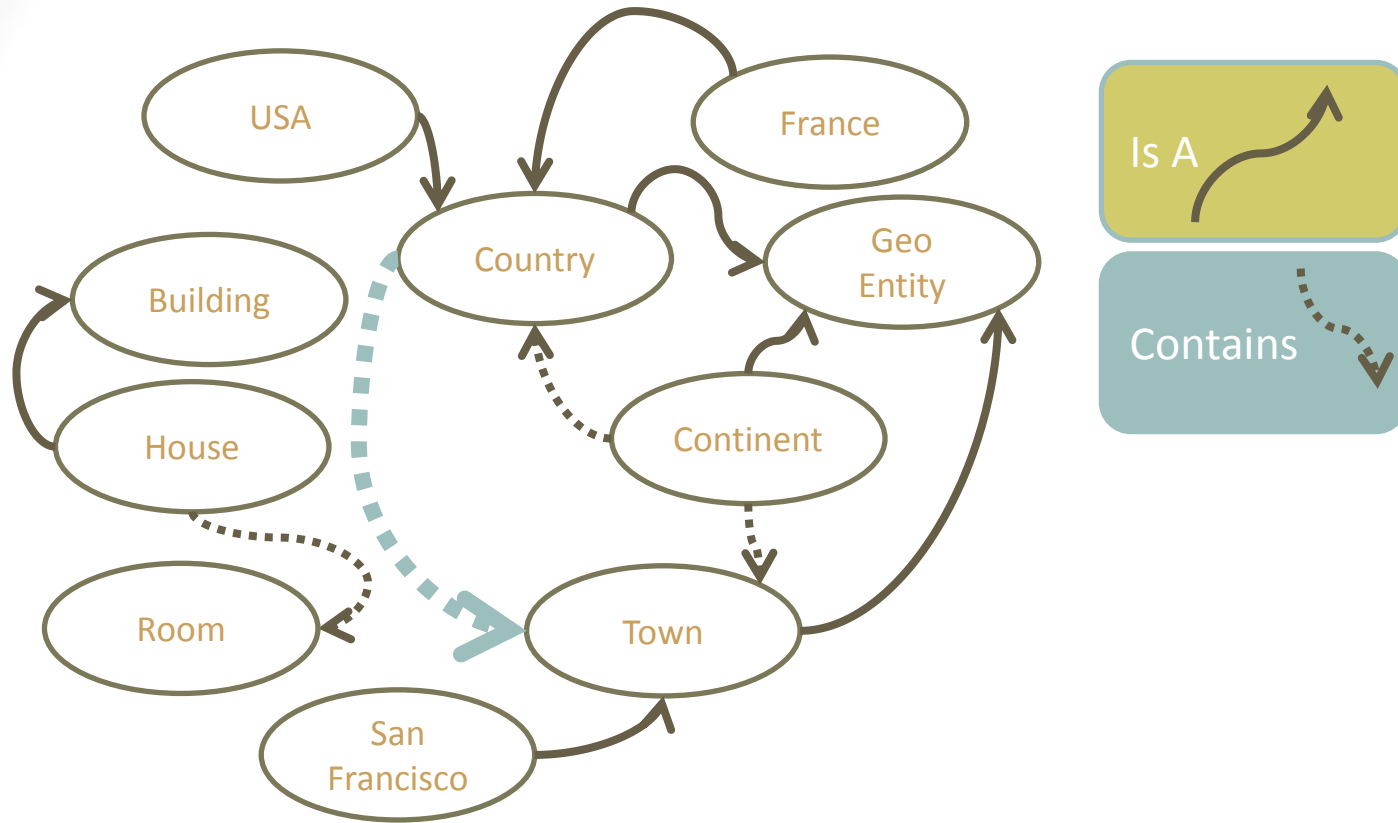 USA
France
Is A
Country
Geo
Entity
Building
Contains
House
Continent
Room
Town
San
Francisco